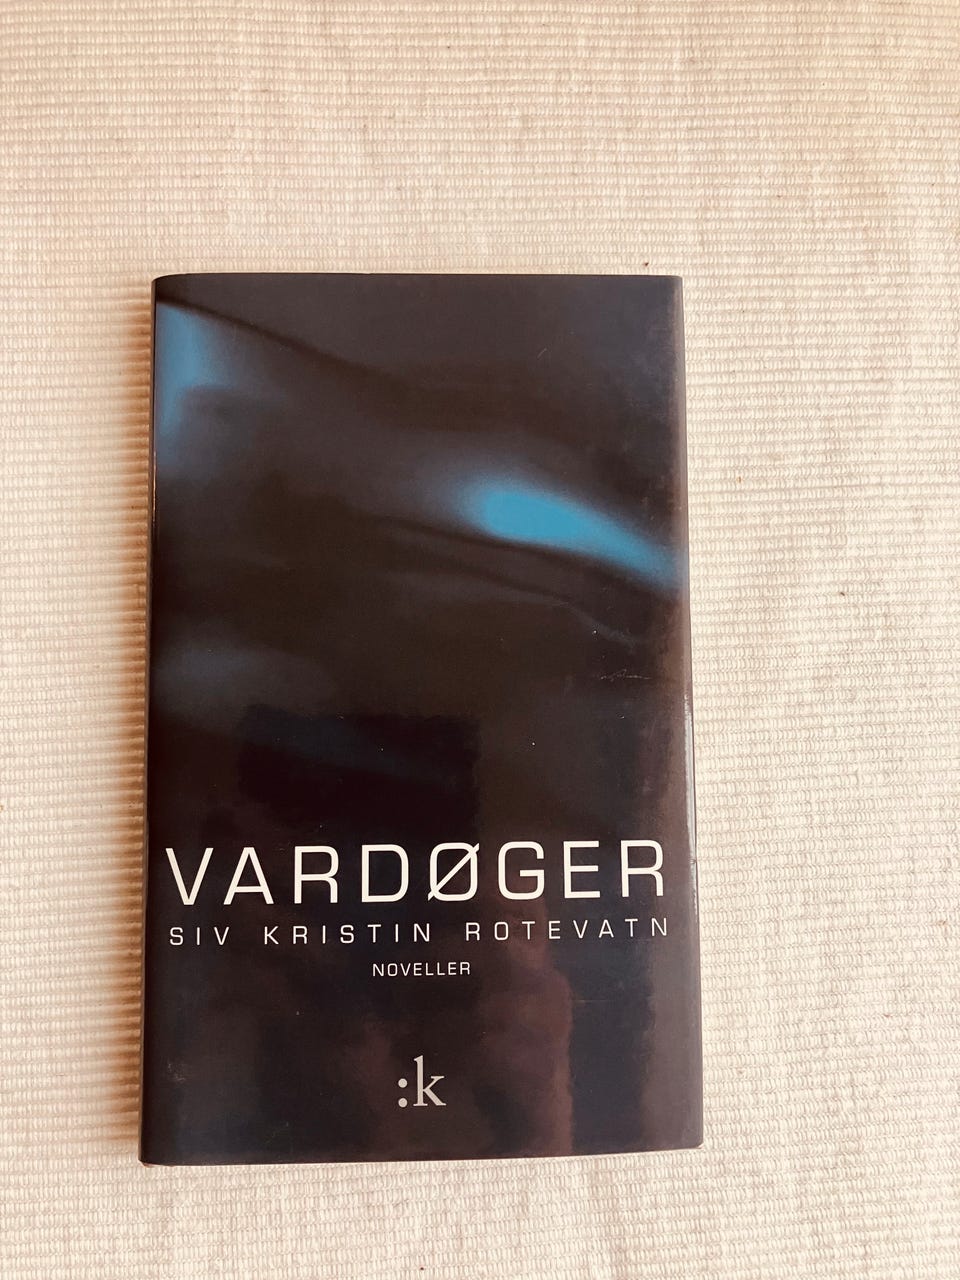 VARDØGER
SIV KRISTIN ROTEVATN
NOVELLER
:k